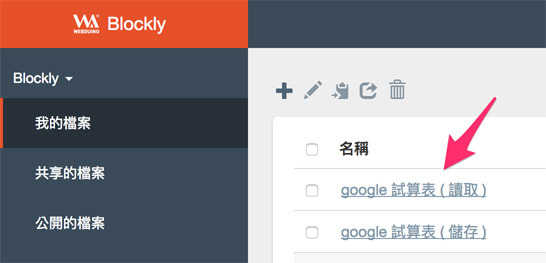 WEBDUINO Blockly
Blockly
我的檔案
共享的檔案
公開的檔案
名稱
google 試算表 ( 讀取 )
google 試算表 ( 儲存 )